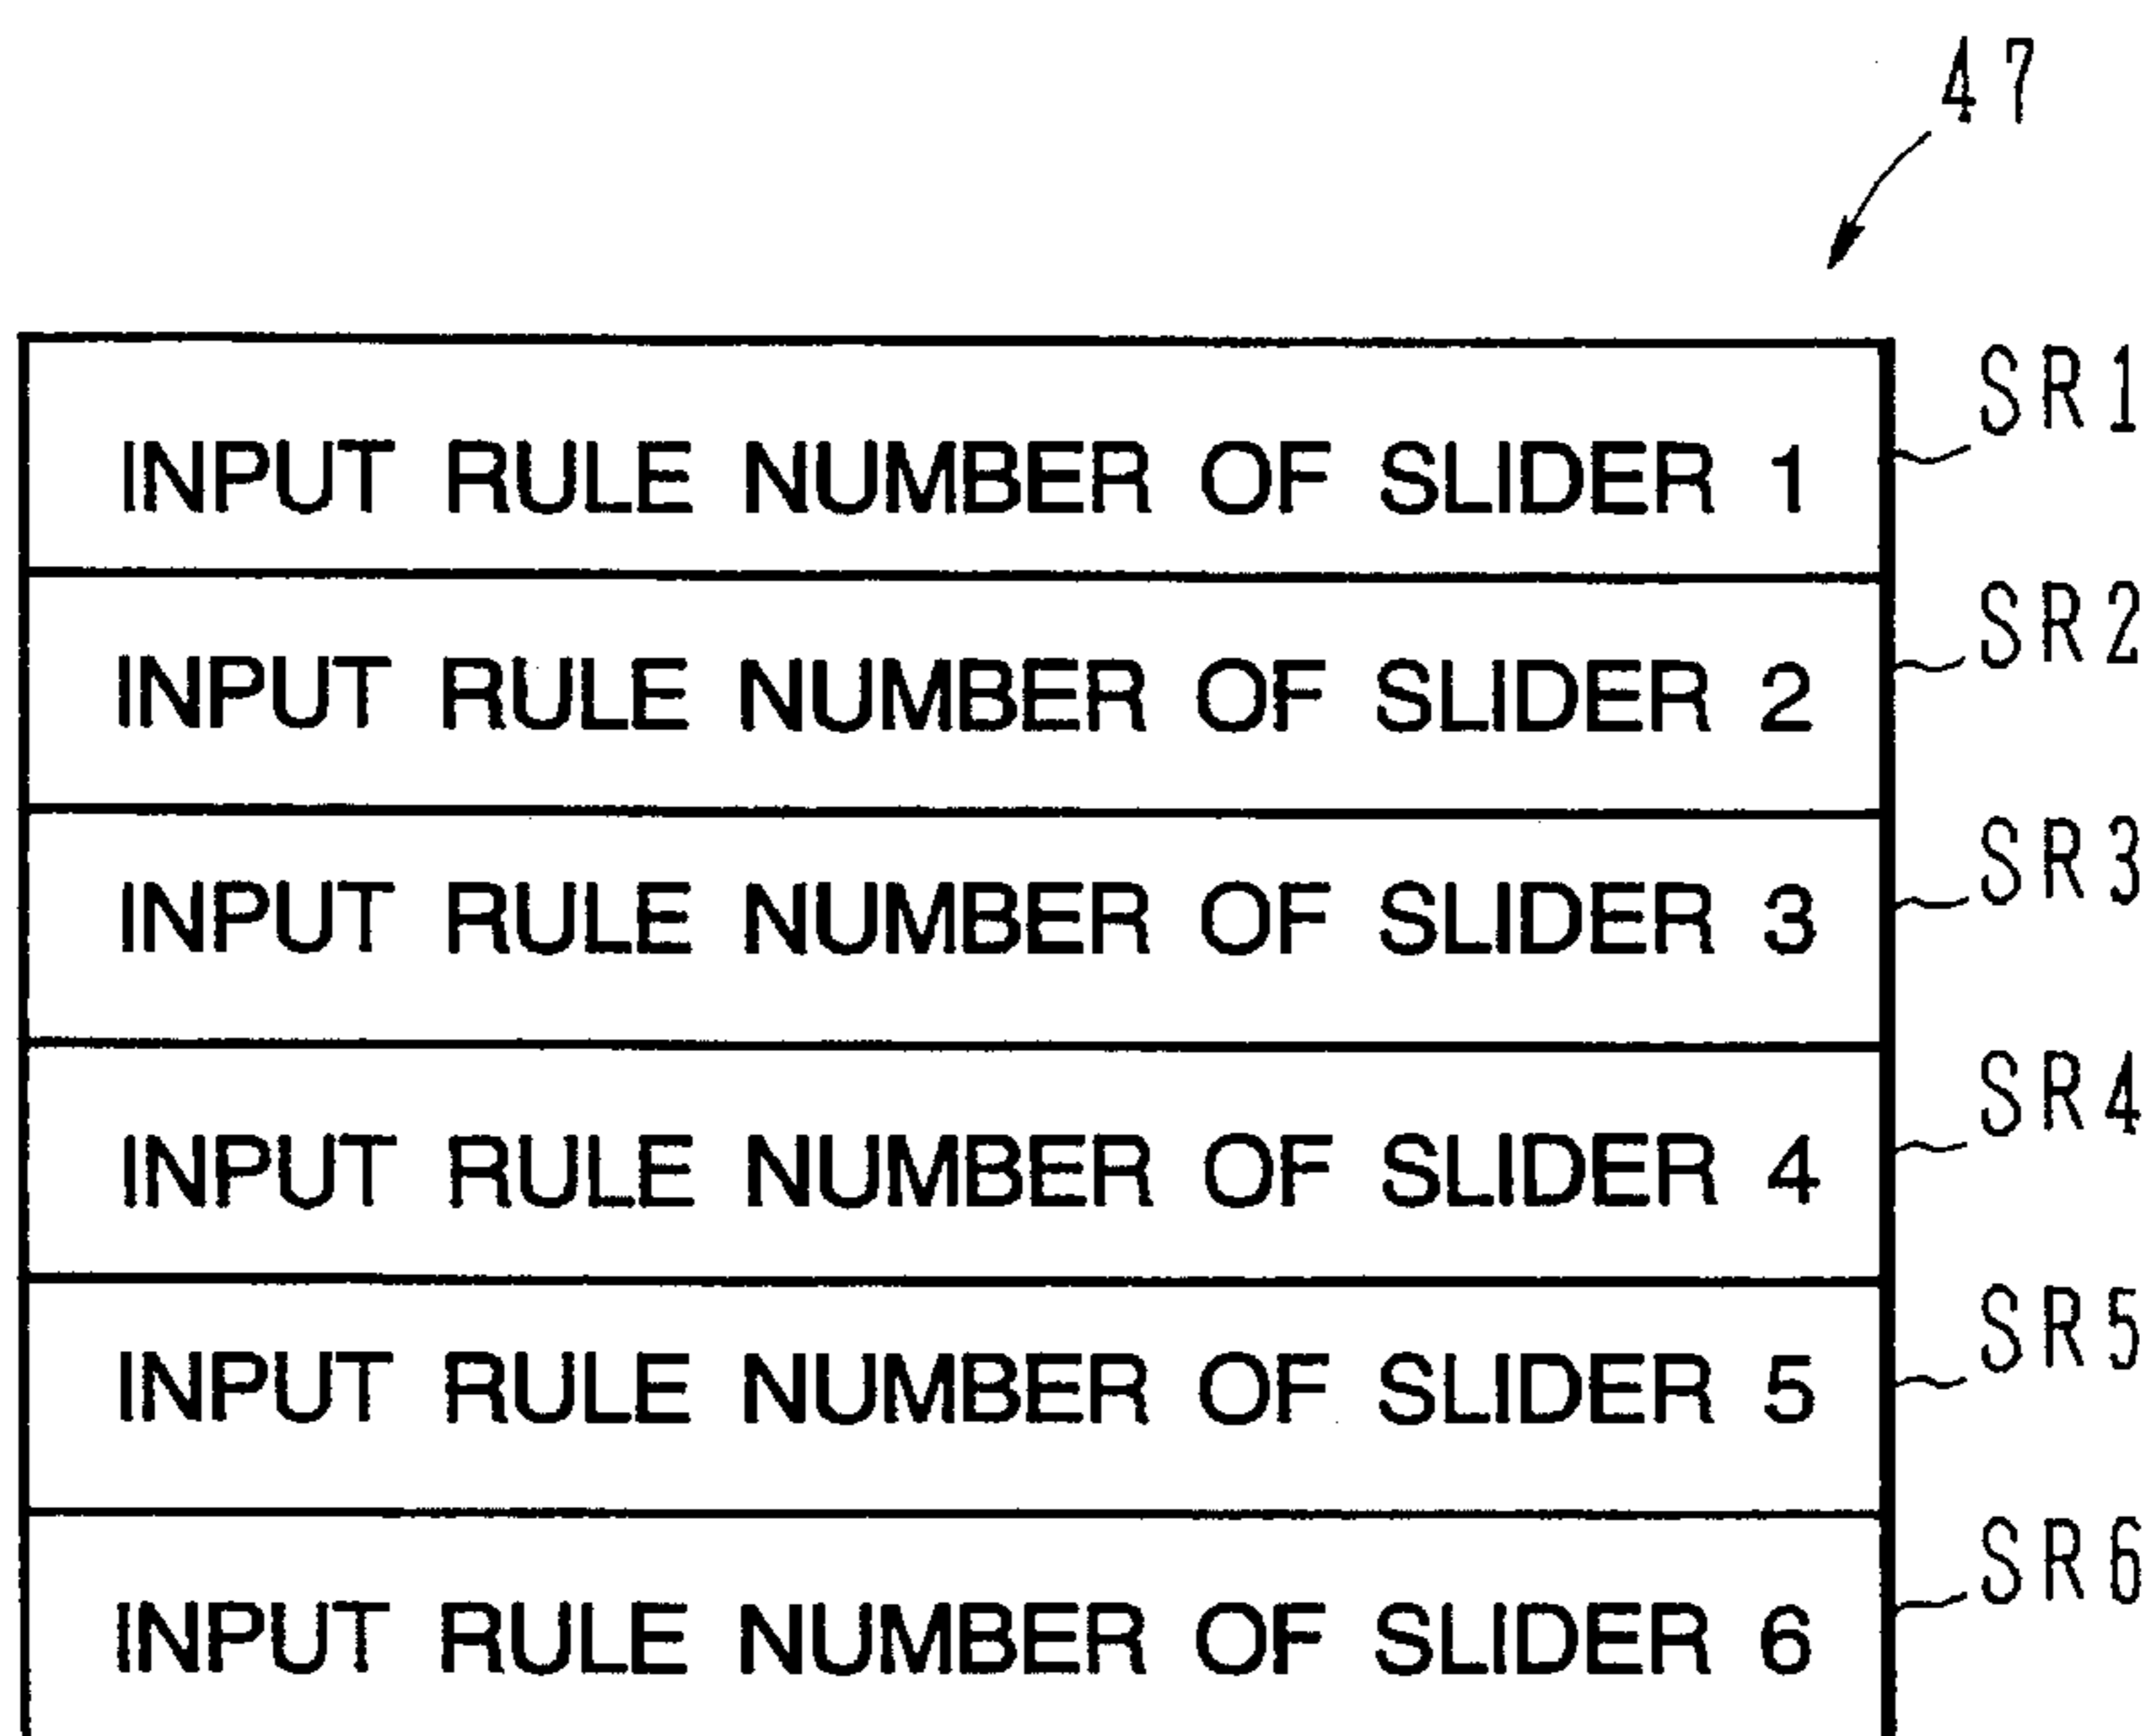 47
INPUT RULE NUMBER OF SLIDER 1 SR1
INPUT RULE NUMBER OF SLIDER 2 SR2
INPUT RULE NUMBER OF SLIDER 3 SR3
INPUT RULE NUMBER OF SLIDER 4 SR4
INPUT RULE NUMBER OF SLIDER 5 SR5
INPUT RULE NUMBER OF SLIDER 6 SR6